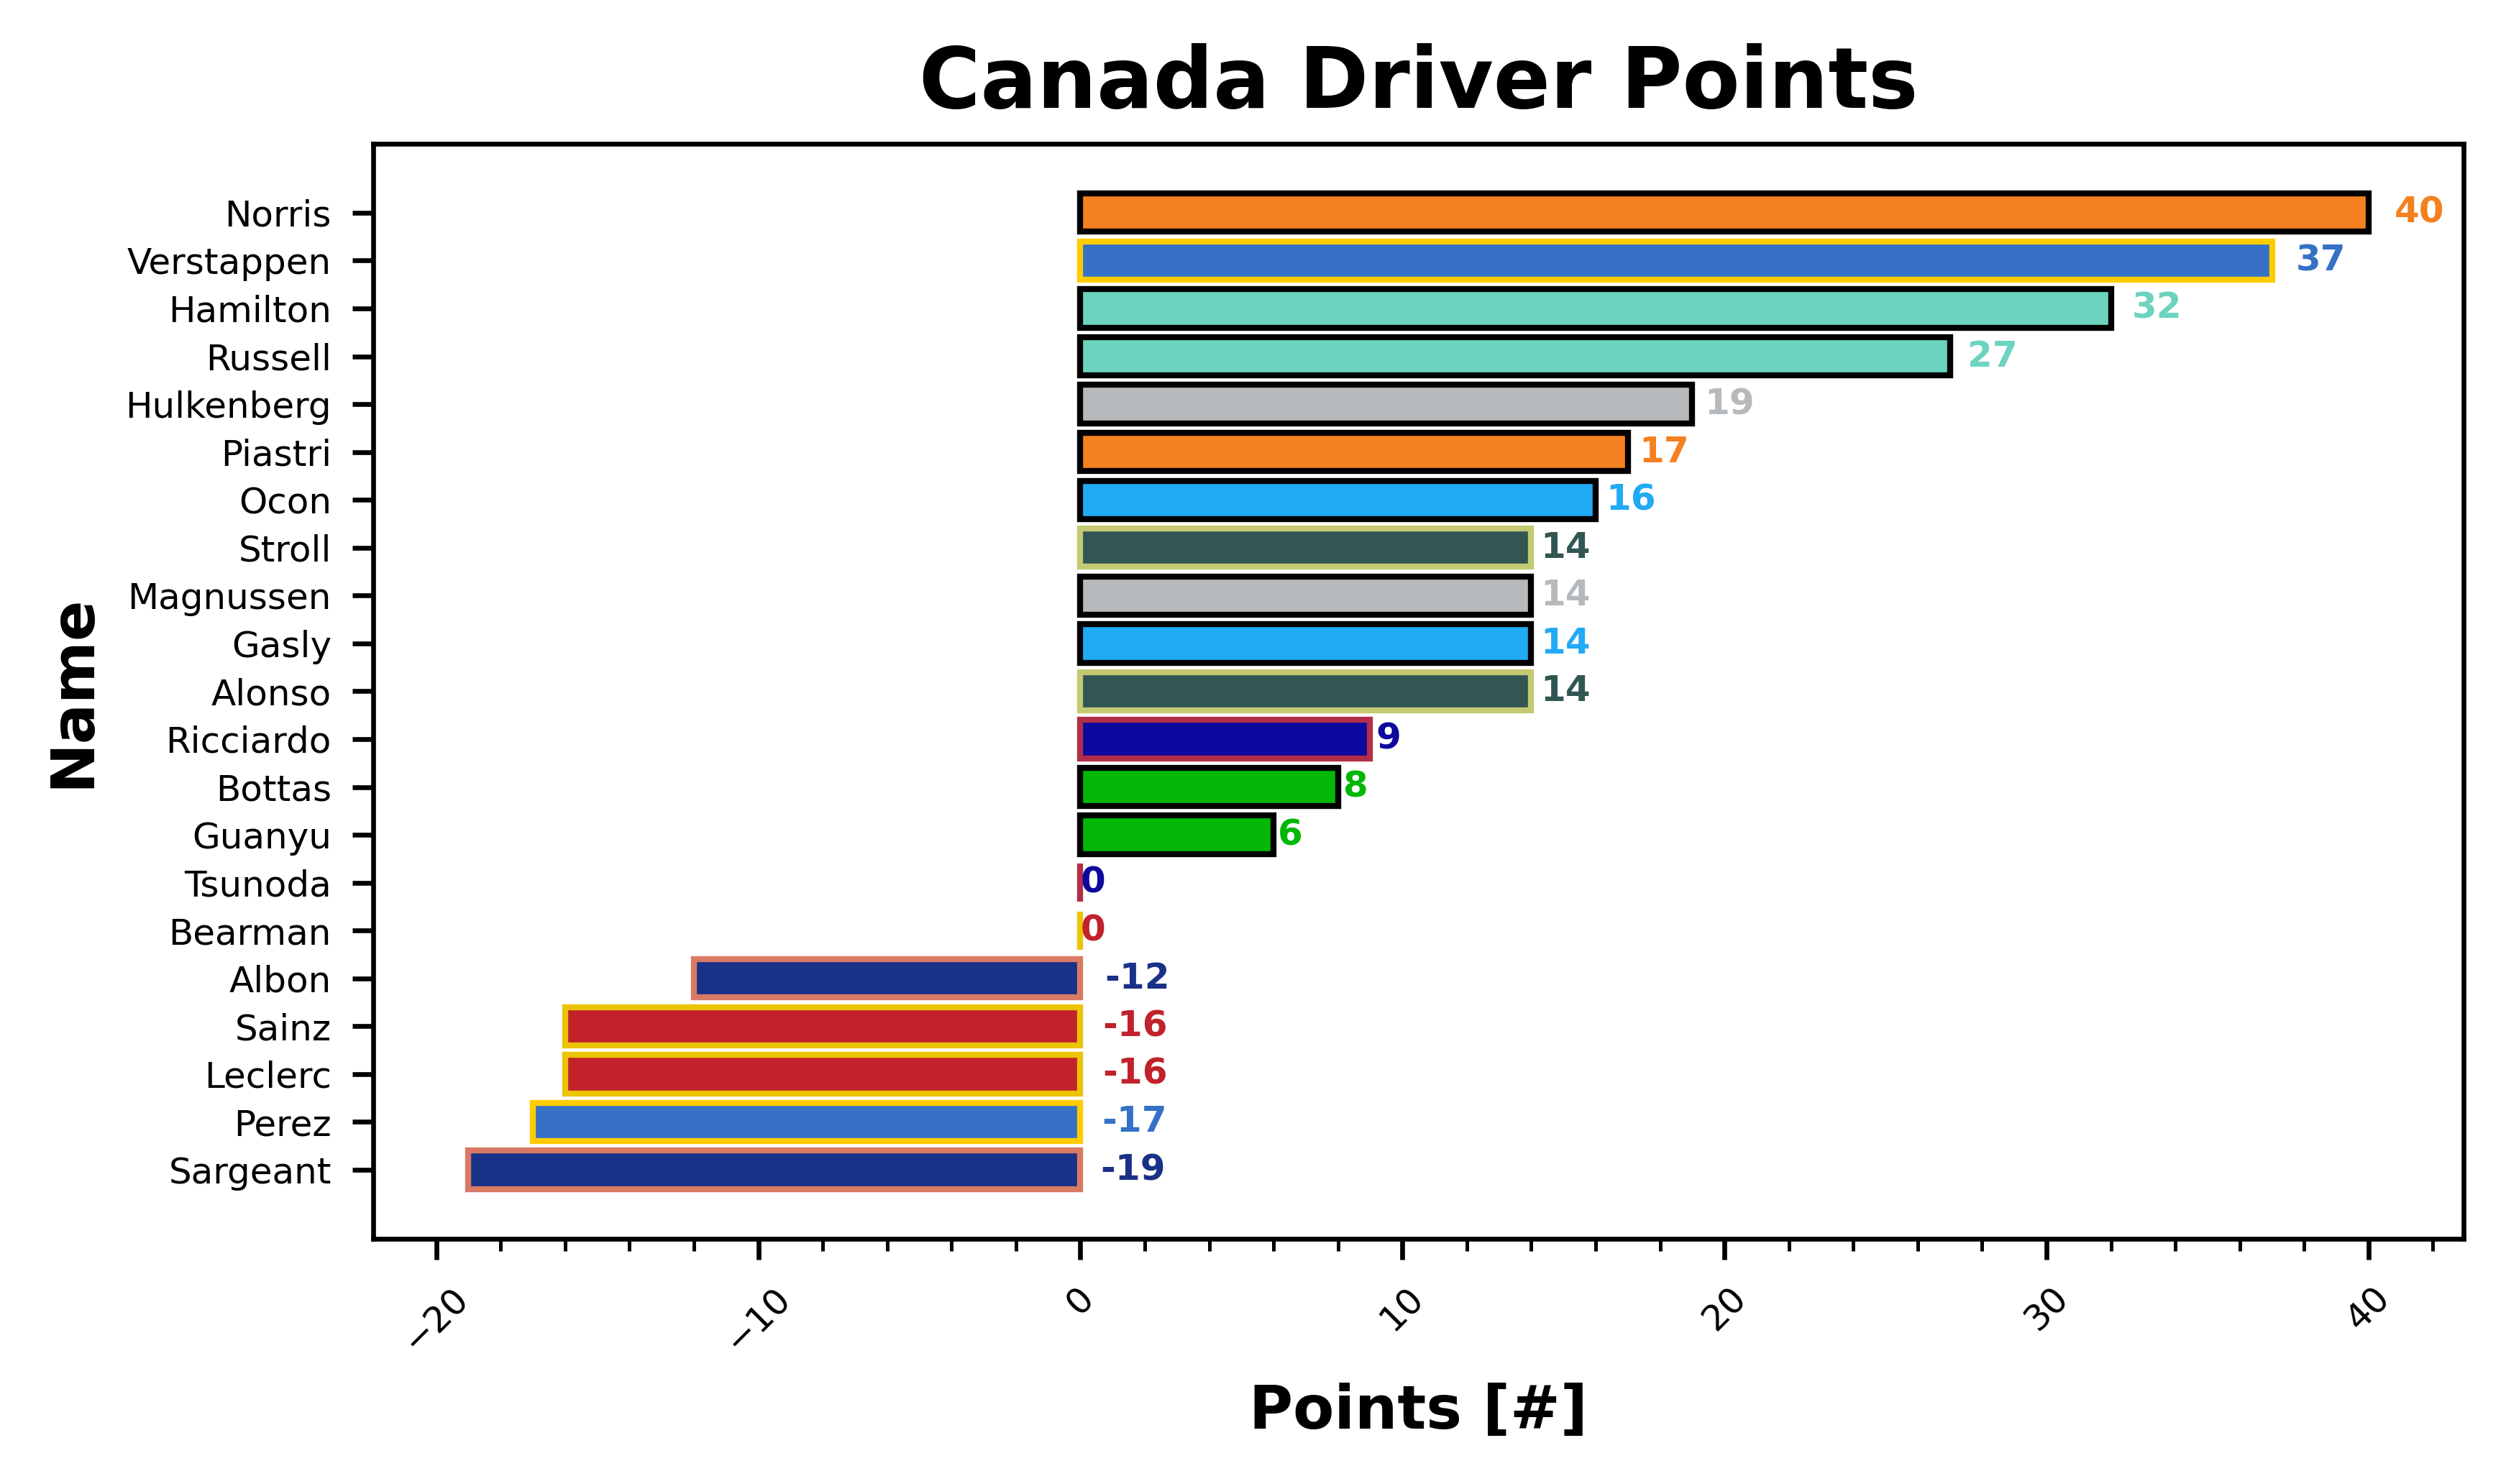 Canada Driver Points
Name
Norris 40
Verstappen 37
Hamilton 32
Russell 27
Hulkenberg 19
Piastri 17
Ocon 16
Stroll 14
Magnussen 14
Gasly 14
Alonso 14
Ricciardo 9
Bottas 8
Guanyu 6
Tsunoda 0
Bearman 0
Albon -12
Sainz -16
Leclerc -16
Perez -17
Sargeant -19
−20 −10 0 10 20 30 40
Points [#]